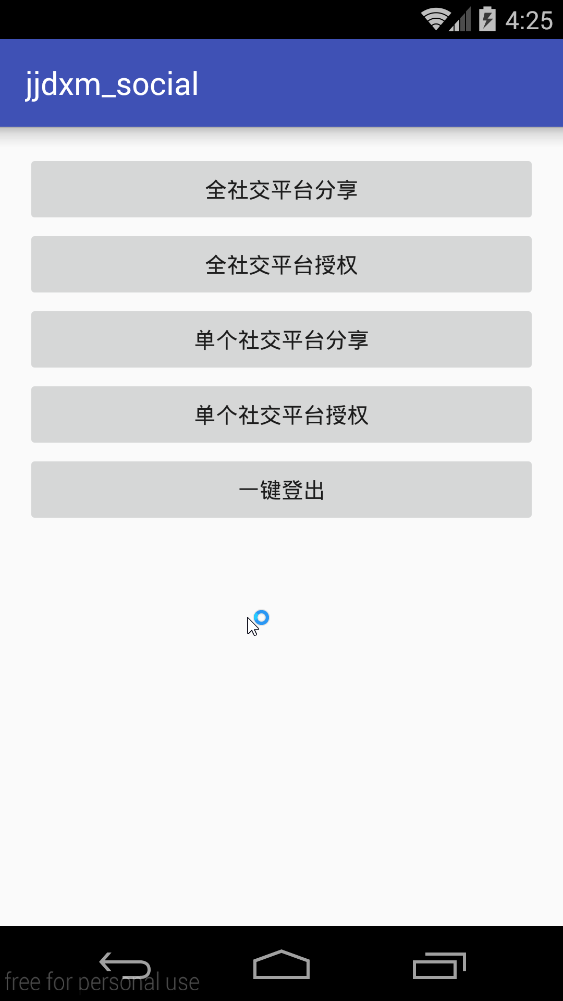 4:25
jjdxm_social
全社交平台分享
全社交平台授权
单个社交平台分享
单个社交平台授权
一键登出
free for personal use